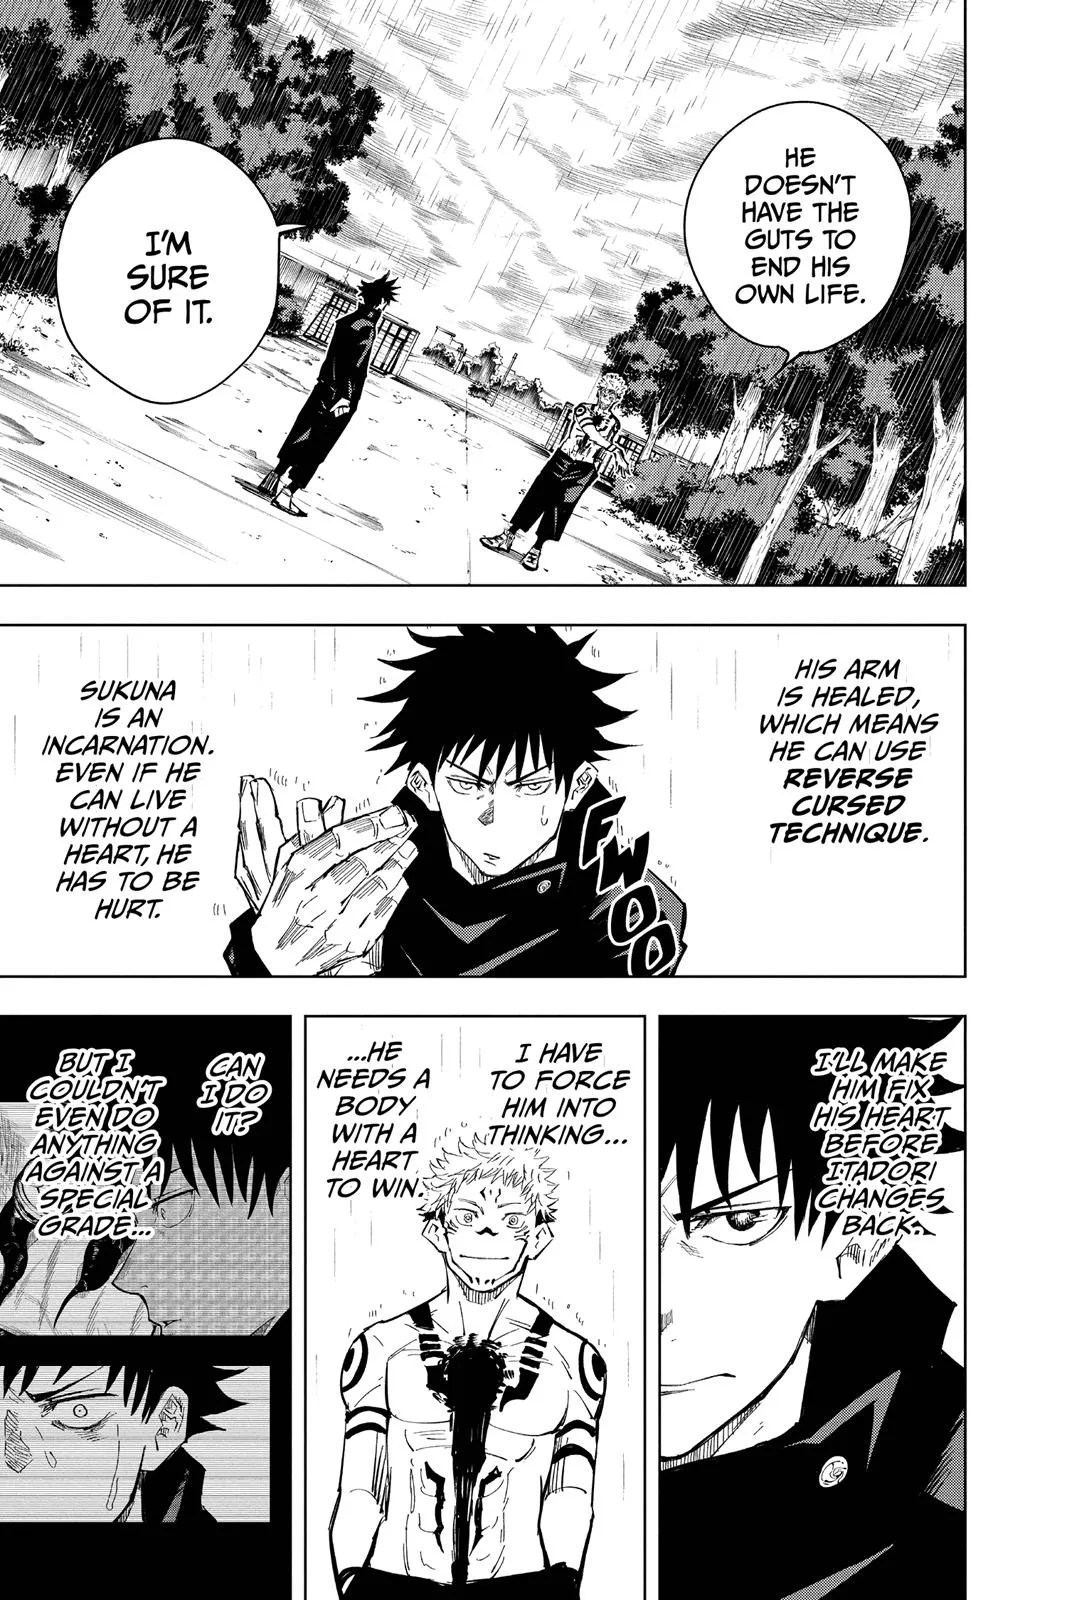 HE
DOESN'T
HAVE THE
GUTS TO
END HIS
OWN LIFE.
I'M
SURE
OF IT.
HIS ARM
IS HEALED,
WHICH MEANS
HE CAN USE
REVERSE
CURSED
TECHNIQUE.
FWOO
SUKUNA
IS AN
INCARNATION.
EVEN IF HE
CAN LIVE
WITHOUT A
HEART, HE
HAS TO BE
HURT.
I'LL MAKE
HIM FIX
HIS HEART
BEFORE
ITADORI
CHANGES
BACK...
I HAVE
TO FORCE
HIM INTO
THINKING...
...HE
NEEDS A
BODY
WITH A
HEART
TO WIN.
CAN
I DO
IT?
BUT I
COULDN'T
EVEN DO
ANYTHING
AGAINST A
SPECIAL
GRADE...